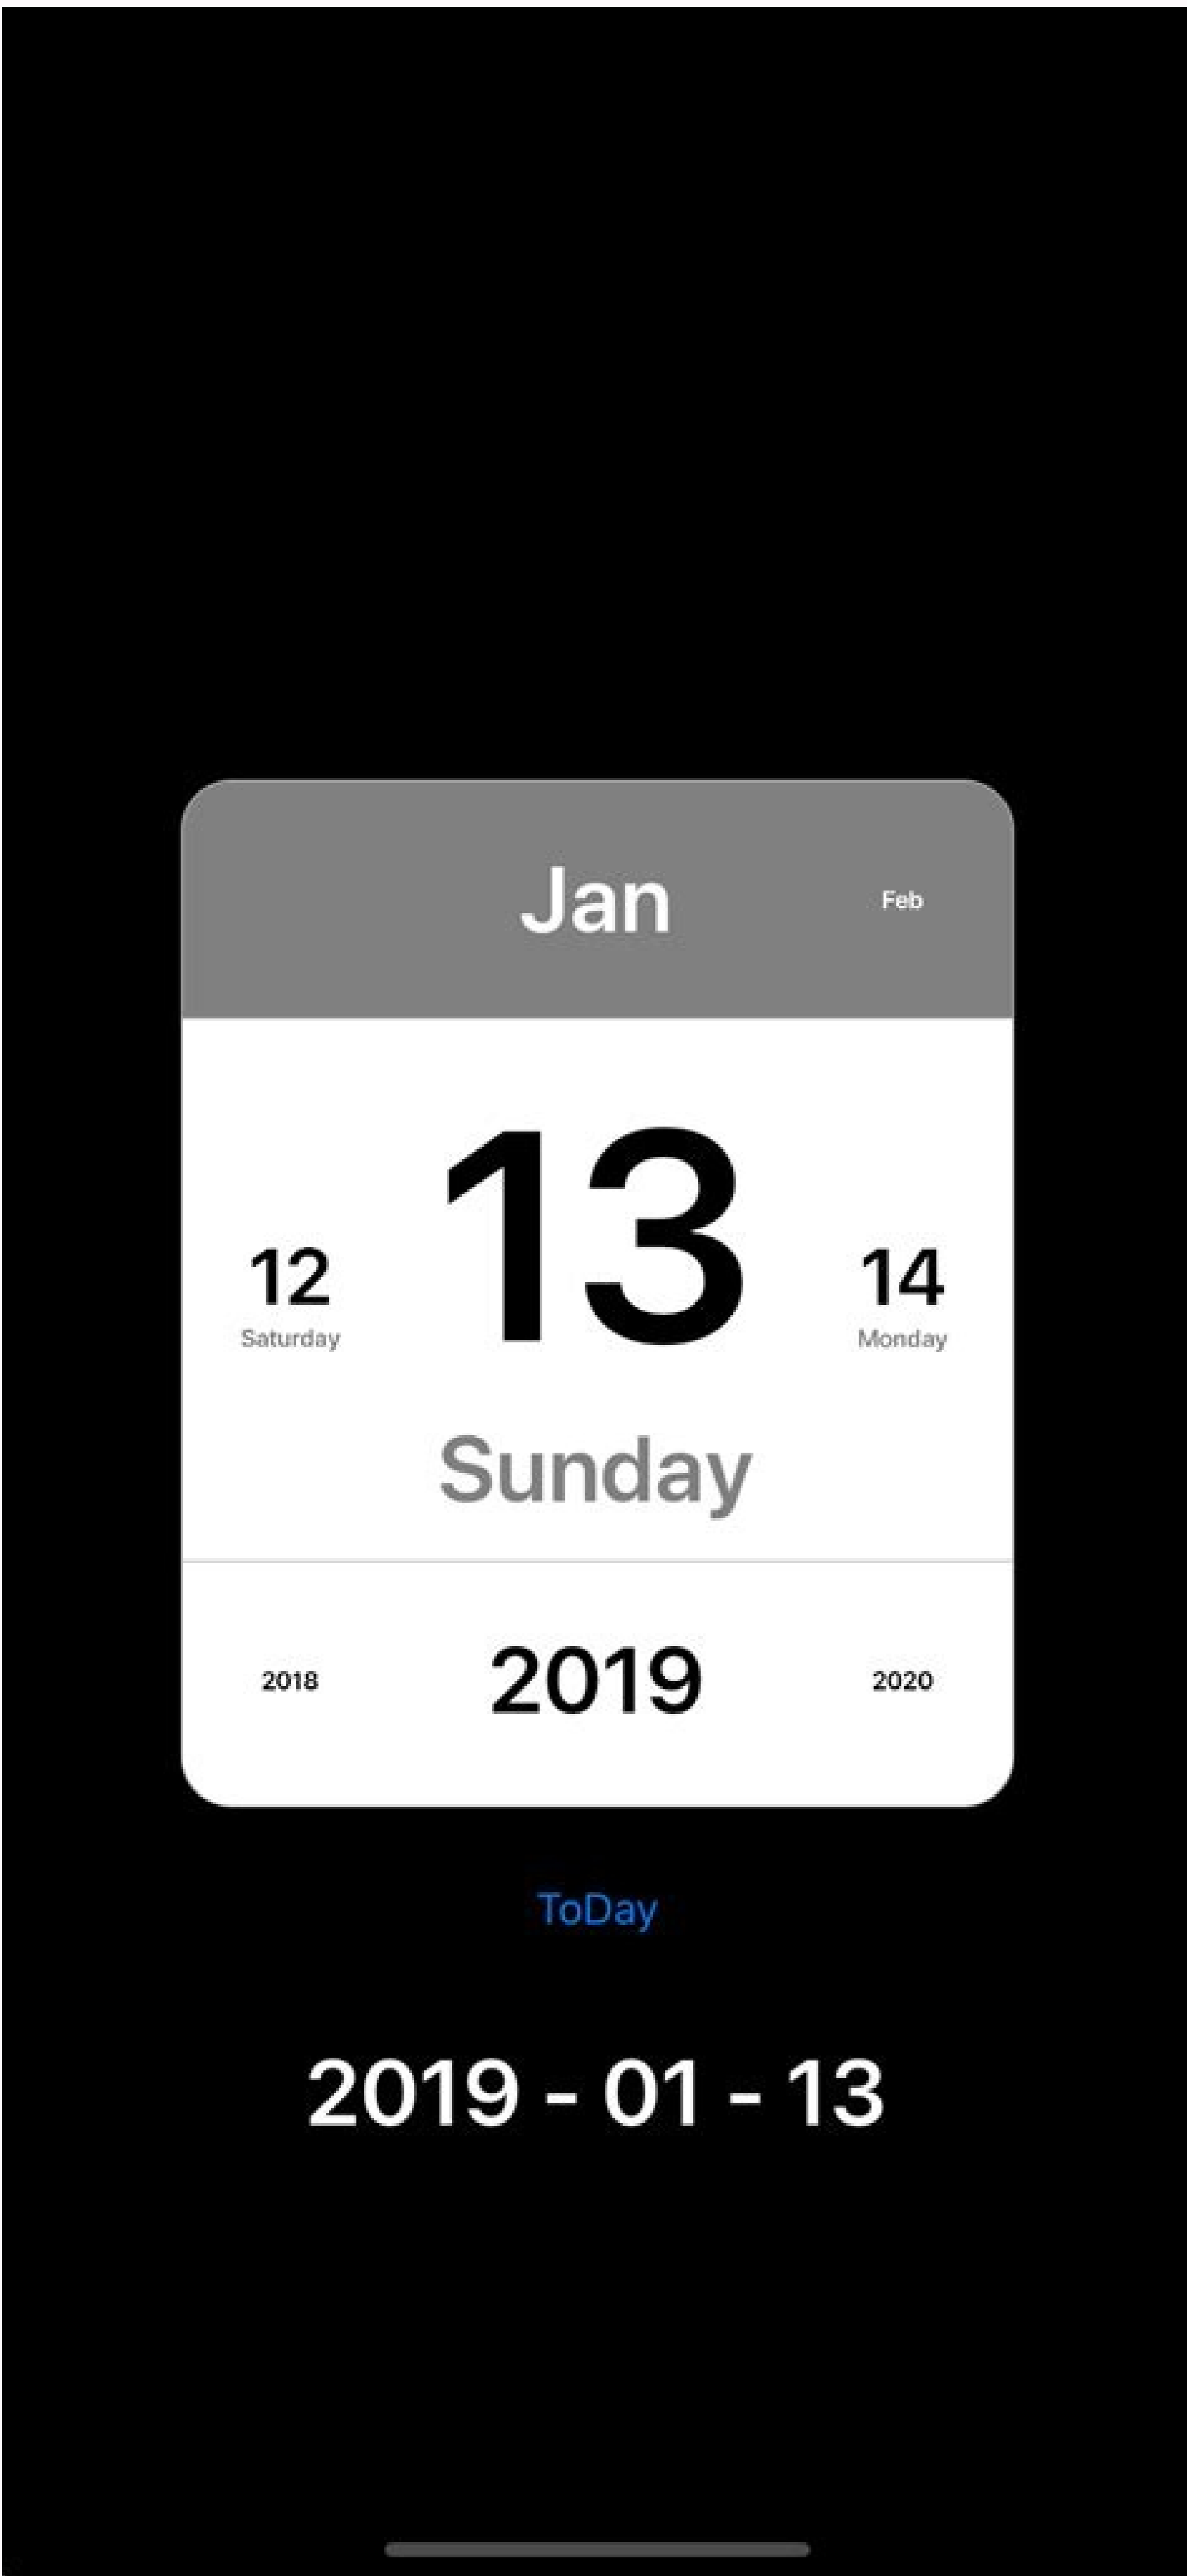 Jan Feb
12 13 14
Saturday Monday
Sunday
2018 2019 2020
ToDay
2019 - 01 - 13